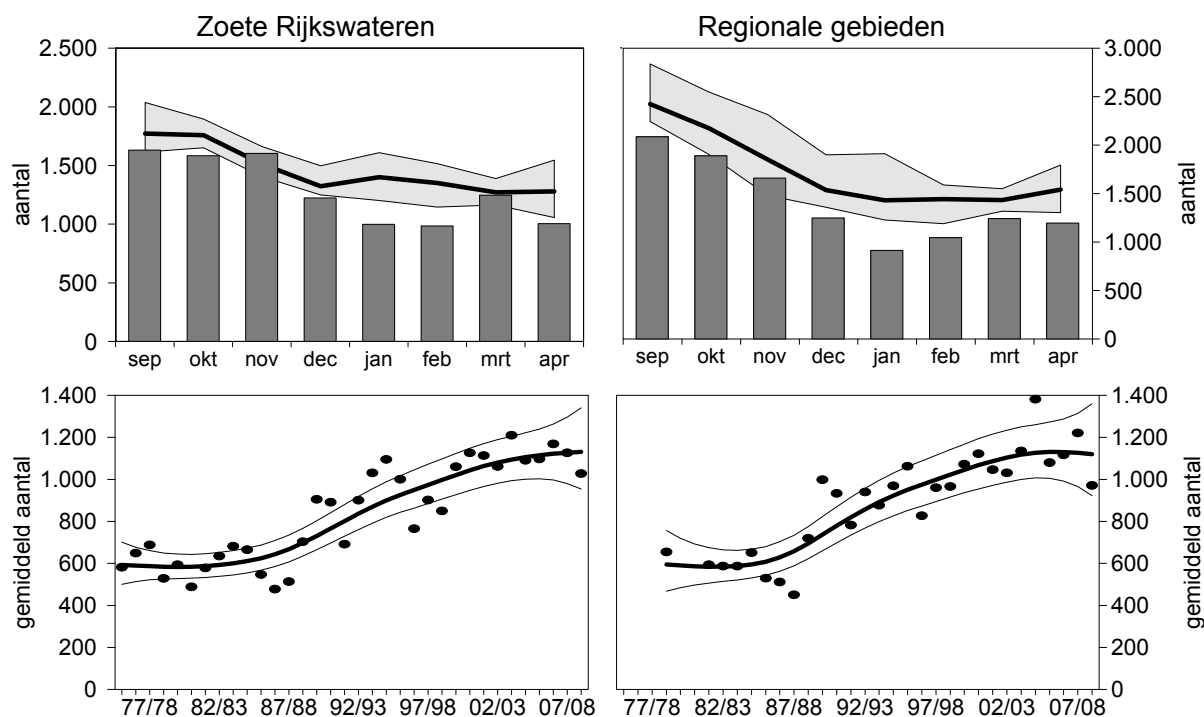 Zoete Rijkswateren
Regionale gebieden
2.500
2.000
1.500
1.000
500
0
aantal
sep okt nov dec jan feb mrt apr
3.000
2.500
2.000
1.500
1.000
500
0
aantal
sep okt nov dec jan feb mrt apr
1.400
1.200
1.000
800
600
400
200
0
gemiddeld aantal
77/78 82/83 87/88 92/93 97/98 02/03 07/08
1.400
1.200
1.000
800
600
400
200
0
gemiddeld aantal
77/78 82/83 87/88 92/93 97/98 02/03 07/08